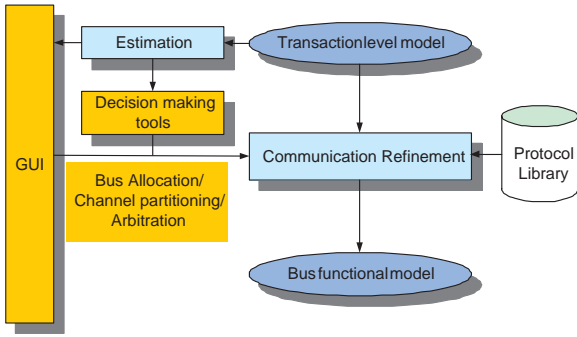 Estimation
Transactionlevel model
Decision making
tools
GUI
Communication Refinement
Protocol
Library
Bus Allocation/
Channel partitioning/
Arbitration
Bus functional model